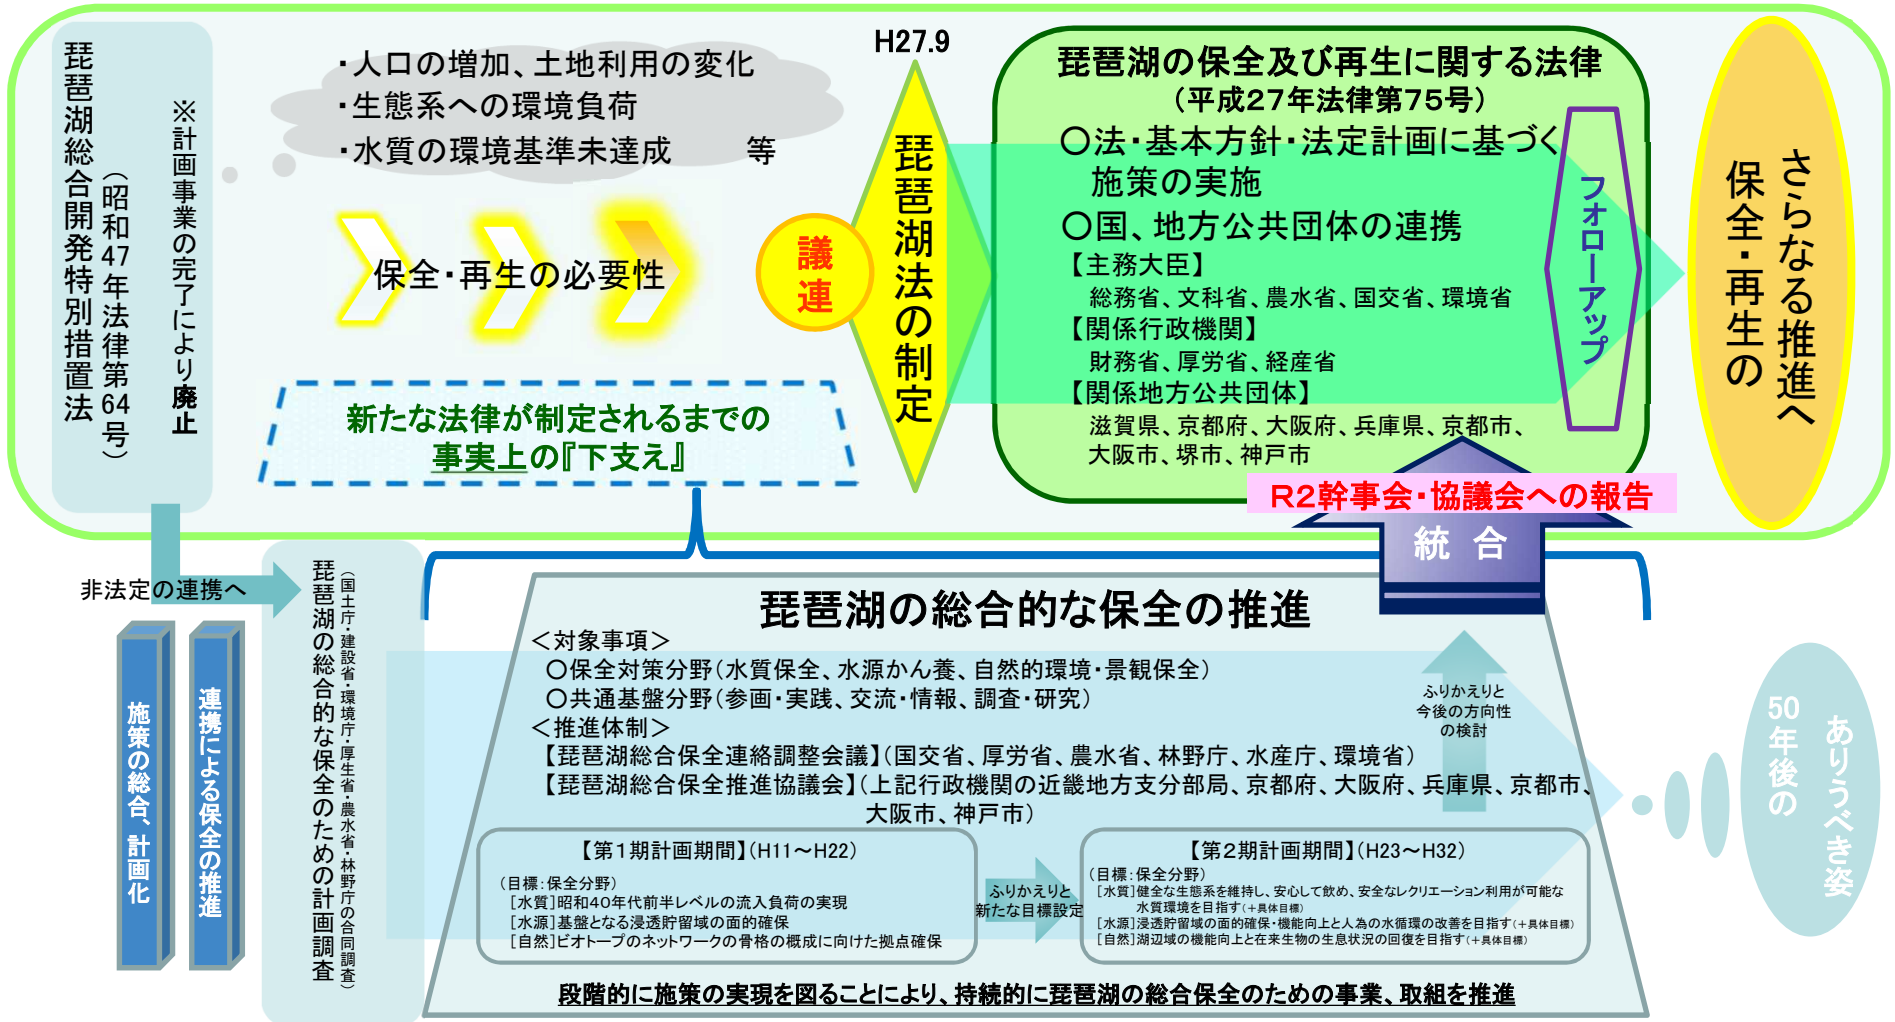 琵琶湖総合開発特別措置法
（昭和47年法律第64号）
※計画事業の完了により廃止
・人口の増加、土地利用の変化
・生態系への環境負荷
・水質の環境基準未達成　　等
保全・再生の必要性
議連
新たな法律が制定されるまでの
事実上の『下支え』
H27.9
琵琶湖法の制定
琵琶湖の保全及び再生に関する法律
（平成27年法律第75号）
〇法・基本方針・法定計画に基づく
施策の実施
〇国、地方公共団体の連携
【主務大臣】
総務省、文科省、農水省、国交省、環境省
【関係行政機関】
財務省、厚労省、経産省
【関係地方公共団体】
滋賀県、京都府、大阪府、兵庫県、京都市、
大阪市、堺市、神戸市
フォローアップ
さらなる推進へ
保全・再生の
R2幹事会・協議会への報告
統 合
非法定の連携へ
施策の総合、計画化
連携による保全の推進
琵琶湖の総合的な保全のための計画調査
（国土庁・建設省・環境庁・厚生省・農水省・林野庁の合同調査）
琵琶湖の総合的な保全の推進
＜対象事項＞
〇保全対策分野（水質保全、水源かん養、自然的環境・景観保全）
〇共通基盤分野（参画・実践、交流・情報、調査・研究）
＜推進体制＞
【琵琶湖総合保全連絡調整会議】（国交省、厚労省、農水省、林野庁、水産庁、環境省）
【琵琶湖総合保全推進協議会】（上記行政機関の近畿地方支分部局、京都府、大阪府、兵庫県、京都市、
大阪市、神戸市）
ふりかえりと
今後の方向性
の検討
【第１期計画期間】（H11～H22）
（目標：保全分野）
［水質］昭和４０年代前半レベルの流入負荷の実現
［水源］基盤となる浸透貯留域の面的確保
［自然］ビオトープのネットワークの骨格の概成に向けた拠点確保
ふりかえりと
新たな目標設定
【第２期計画期間】（H23～H32）
（目標：保全分野）
［水質］健全な生態系を維持し、安心して飲め、安全なレクリエーション利用が可能な
水質環境を目指す（＋具体目標）
［水源］浸透貯留域の面的確保・機能向上と人為の水循環の改善を目指す（＋具体目標）
［自然］湖辺域の機能向上と在来生物の生息状況の回復を目指す（＋具体目標）
段階的に施策の実現を図ることにより、持続的に琵琶湖の総合保全のための事業、取組を推進
50年後の
ありうべき姿